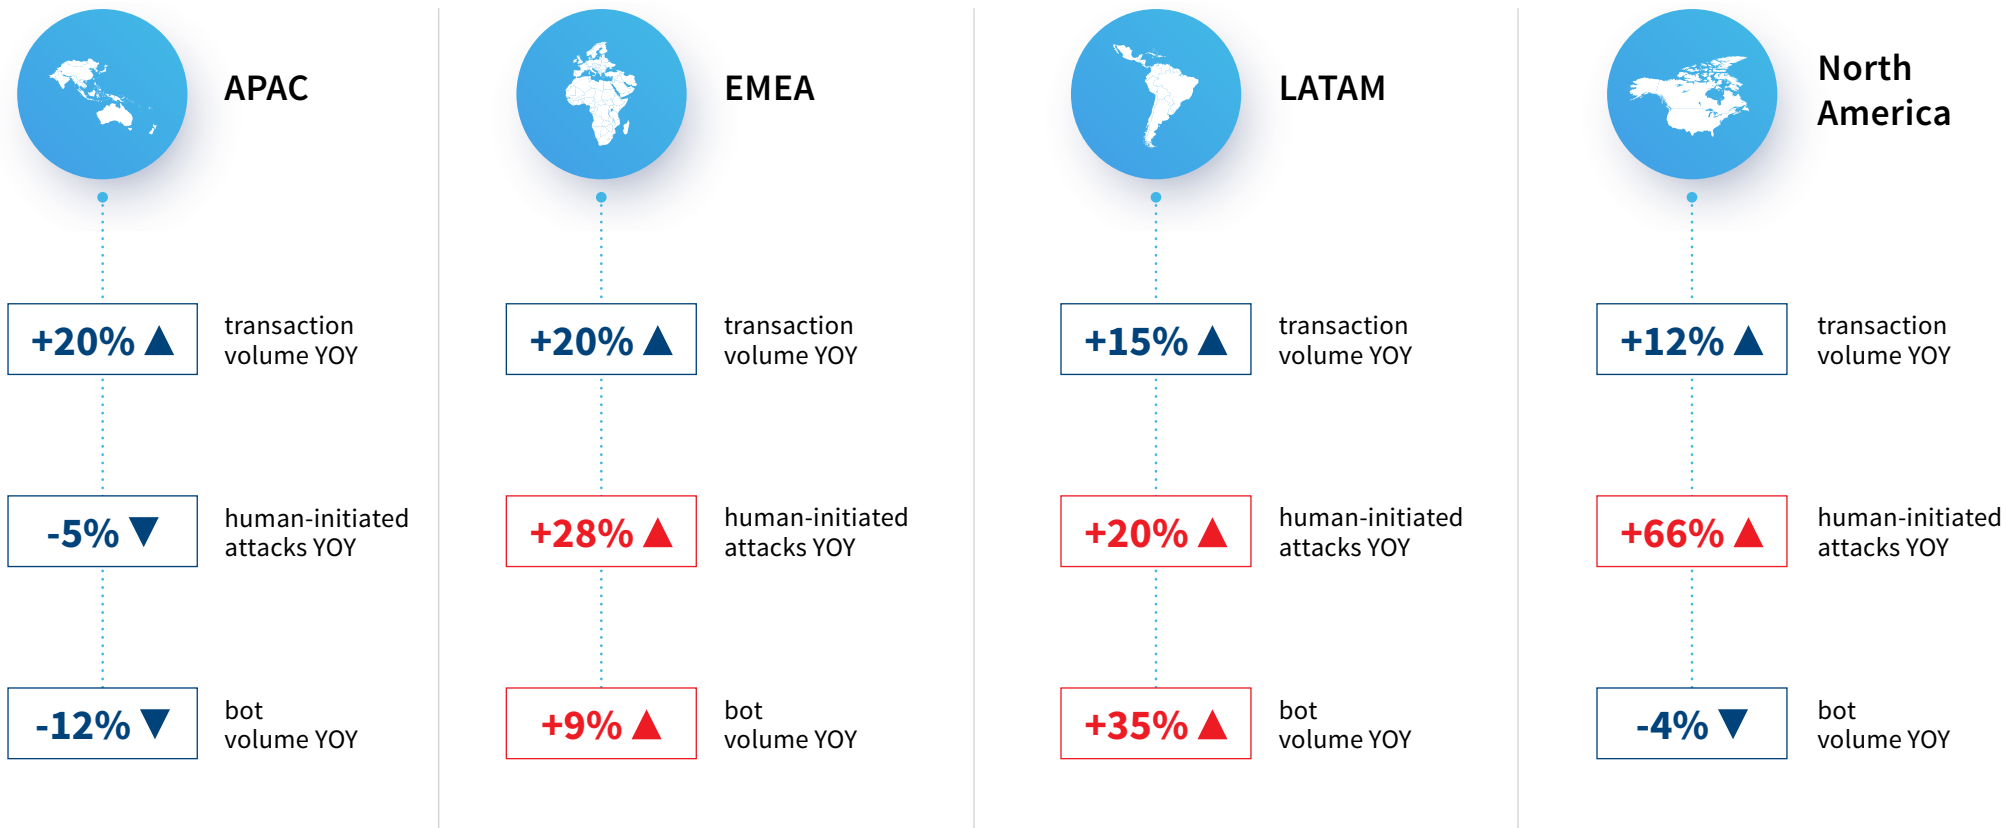 APAC
+20% ▲
transaction
volume YOY
-5% ▼
human-initiated
attacks YOY
-12% ▼
bot
volume YOY
EMEA
+20% ▲
transaction
volume YOY
+28% ▲
human-initiated
attacks YOY
+9% ▲
bot
volume YOY
LATAM
+15% ▲
transaction
volume YOY
+20% ▲
human-initiated
attacks YOY
+35% ▲
bot
volume YOY
North
America
+12% ▲
transaction
volume YOY
+66% ▲
human-initiated
attacks YOY
-4% ▼
bot
volume YOY